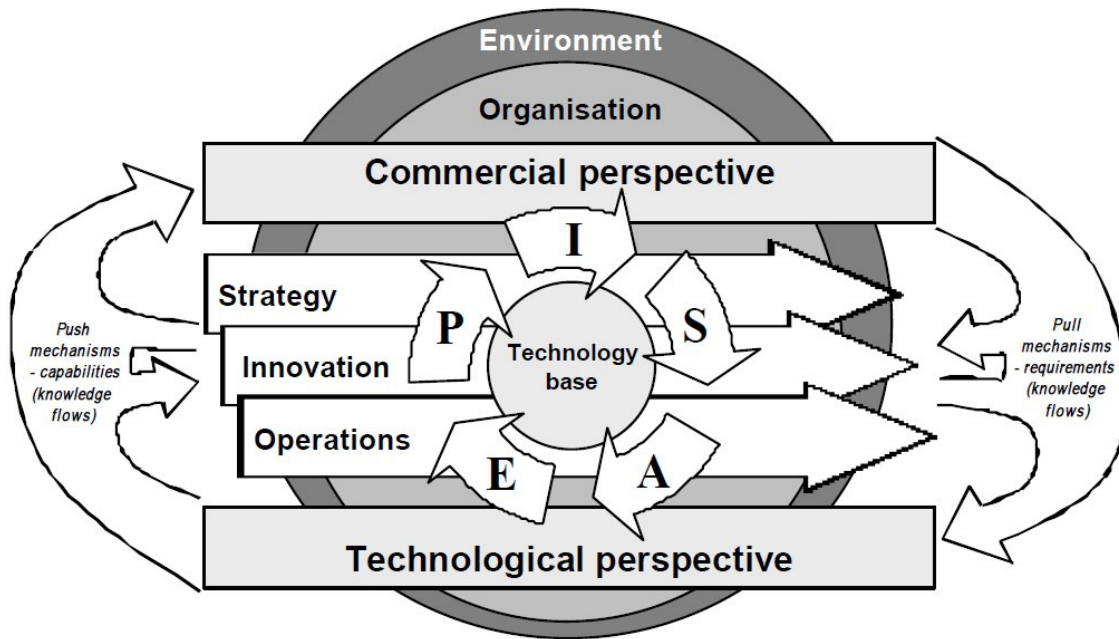 Environment
Organisation
Commercial perspective
I
Strategy
P
S
Push
mechanisms
- capabilities
(knowledge
flows)
Innovation
Technology
base
Pull
mechanisms
- requirements
(knowledge
flows)
Operations
E
A
Technological perspective